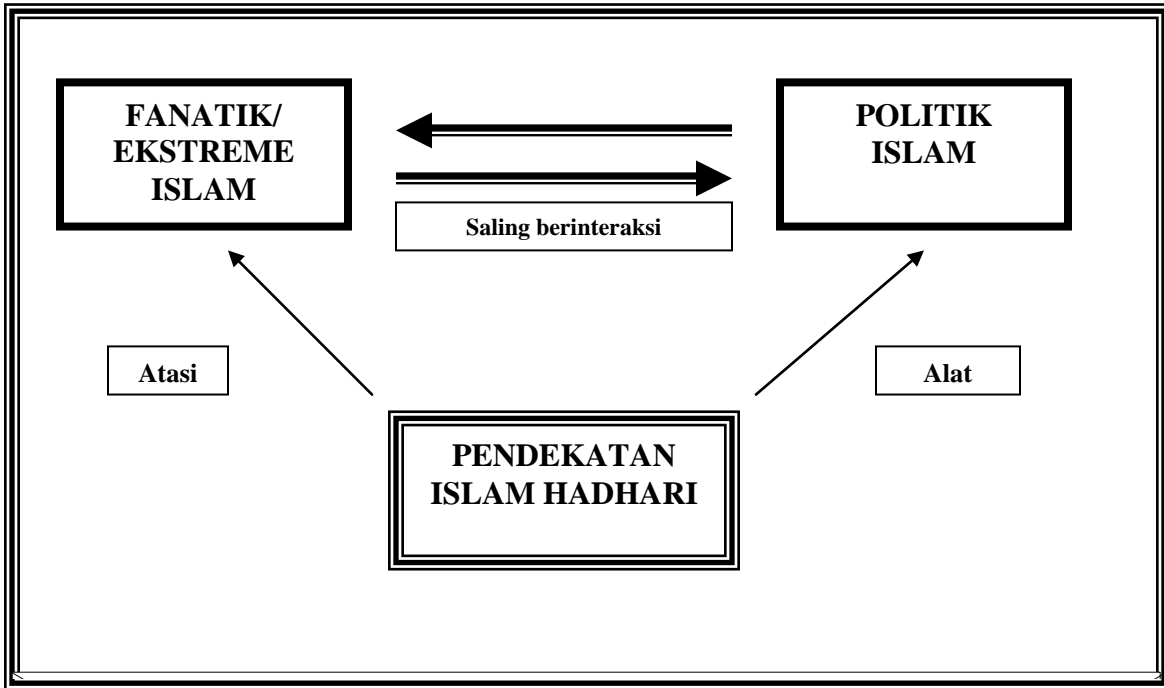 FANATIK/
EKSTREME
ISLAM
POLITIK
ISLAM
Saling berinteraksi
Atasi
Alat
PENDEKATAN
ISLAM HADHARI